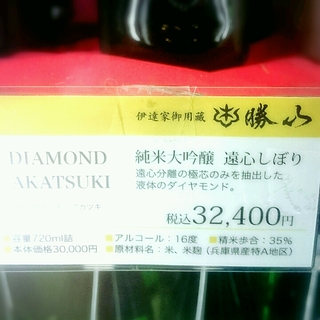 伊達家御用蔵 勝山
DIAMOND
AKATSUKI
純米大吟醸 遠心しぼり
遠心分離の極芯のみを抽出した
液体のダイヤモンド。
税込32,400円
■容量/720ml詰 ■アルコール：16度 ■精米歩合：35%
■本体価格30,000円 ■原材料名：米、米麹（兵庫県産特A地区）